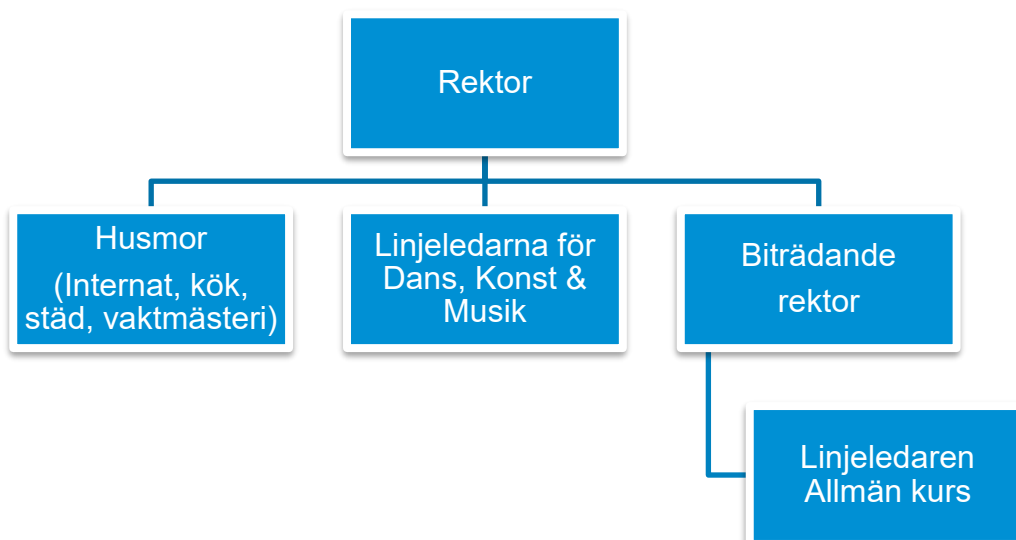 Rektor
Husmor
(Internat, kök,
städ, vaktmästeri)
Linjeledarna för
Dans, Konst &
Musik
Biträdande
rektor
Linjeledaren
Allmän kurs